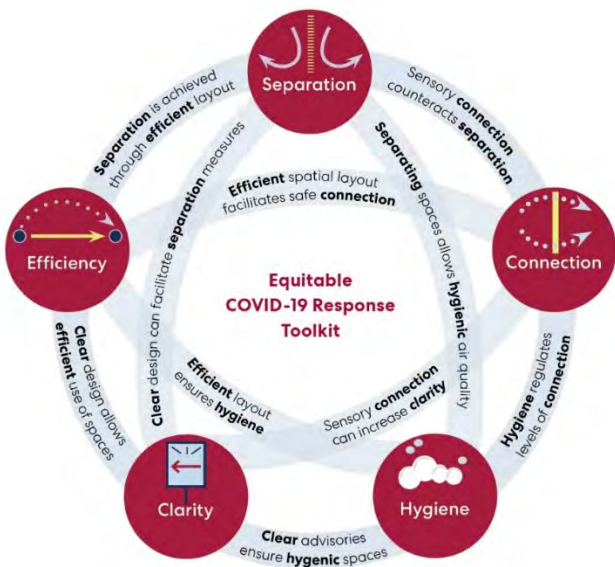 Separation
Separation is achieved
through efficient layout
Sensory connection
counteracts separation
Clear design can facilitate separation measures
Separating spaces allows hygienic air quality
Efficient spatial layout
facilitates safe connection
Efficiency
Connection
Equitable
COVID-19 Response
Toolkit
Clear design allows
efficient use of spaces
Efficient layout
ensures hygiene
Sensory connection
can increase clarity
Hygiene regulates
levels of connection
Clarity
Hygiene
Clear advisories
ensure hygenic spaces